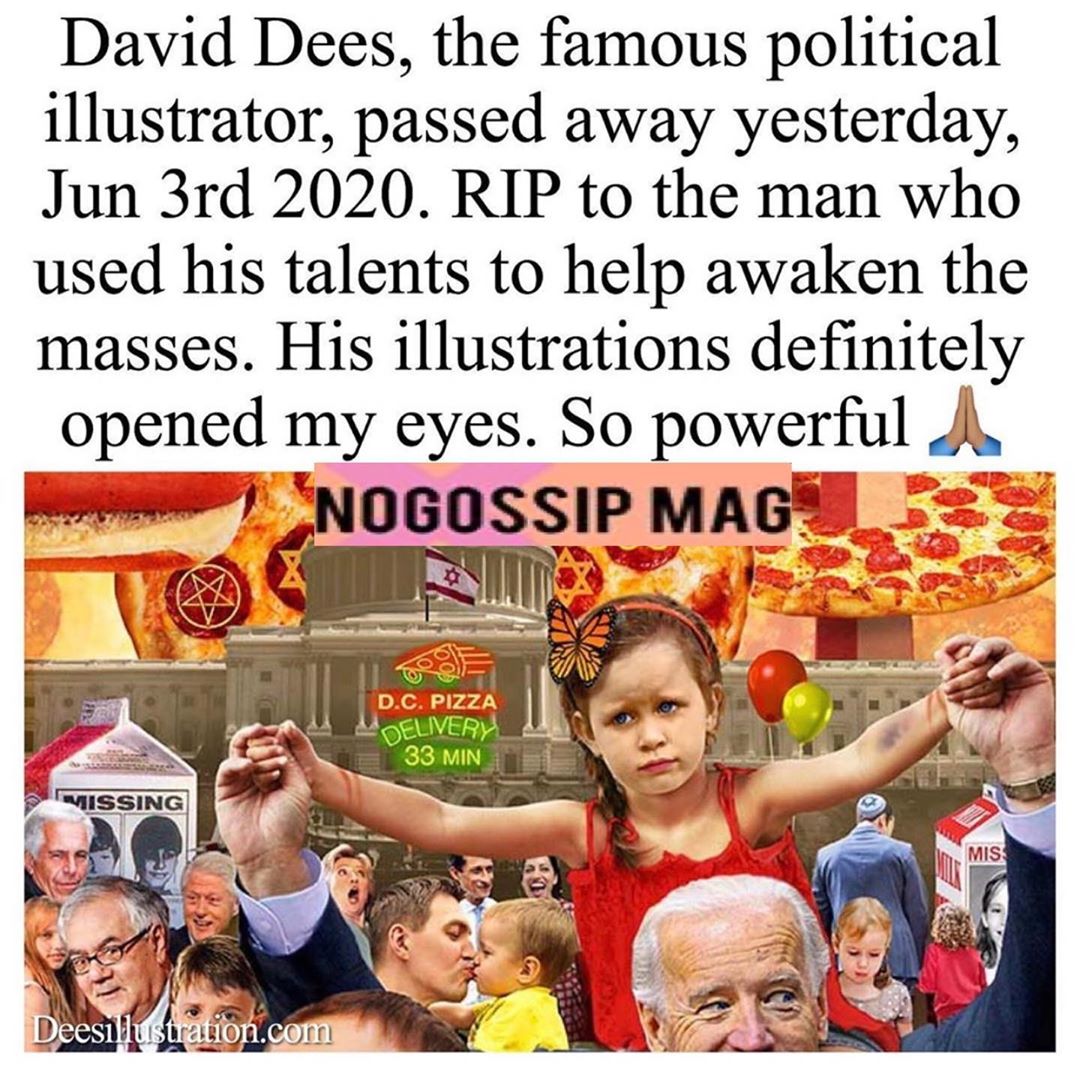 David Dees, the famous political
illustrator, passed away yesterday,
Jun 3rd 2020. RIP to the man who
used his talents to help awaken the
masses. His illustrations definitely
opened my eyes. So powerful 🙏🏽
NOGOSSIP MAG
D.C. PIZZA
DELIVERY
33 MIN
MISSING
MILK
MISS
Deesillustration.com